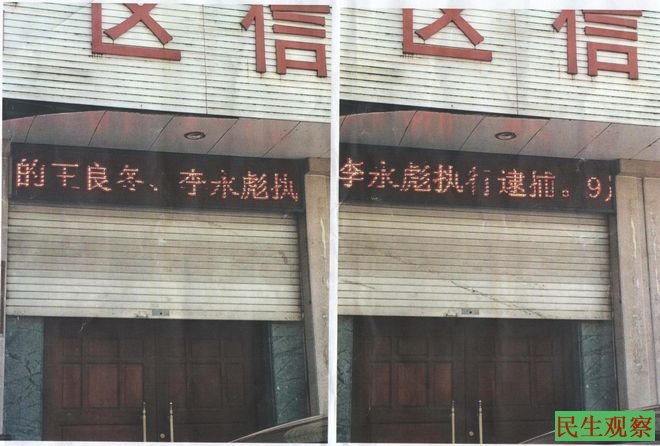 区信
的王良冬、李永彪执
区信
李永彪执行逮捕。9月
民生观察